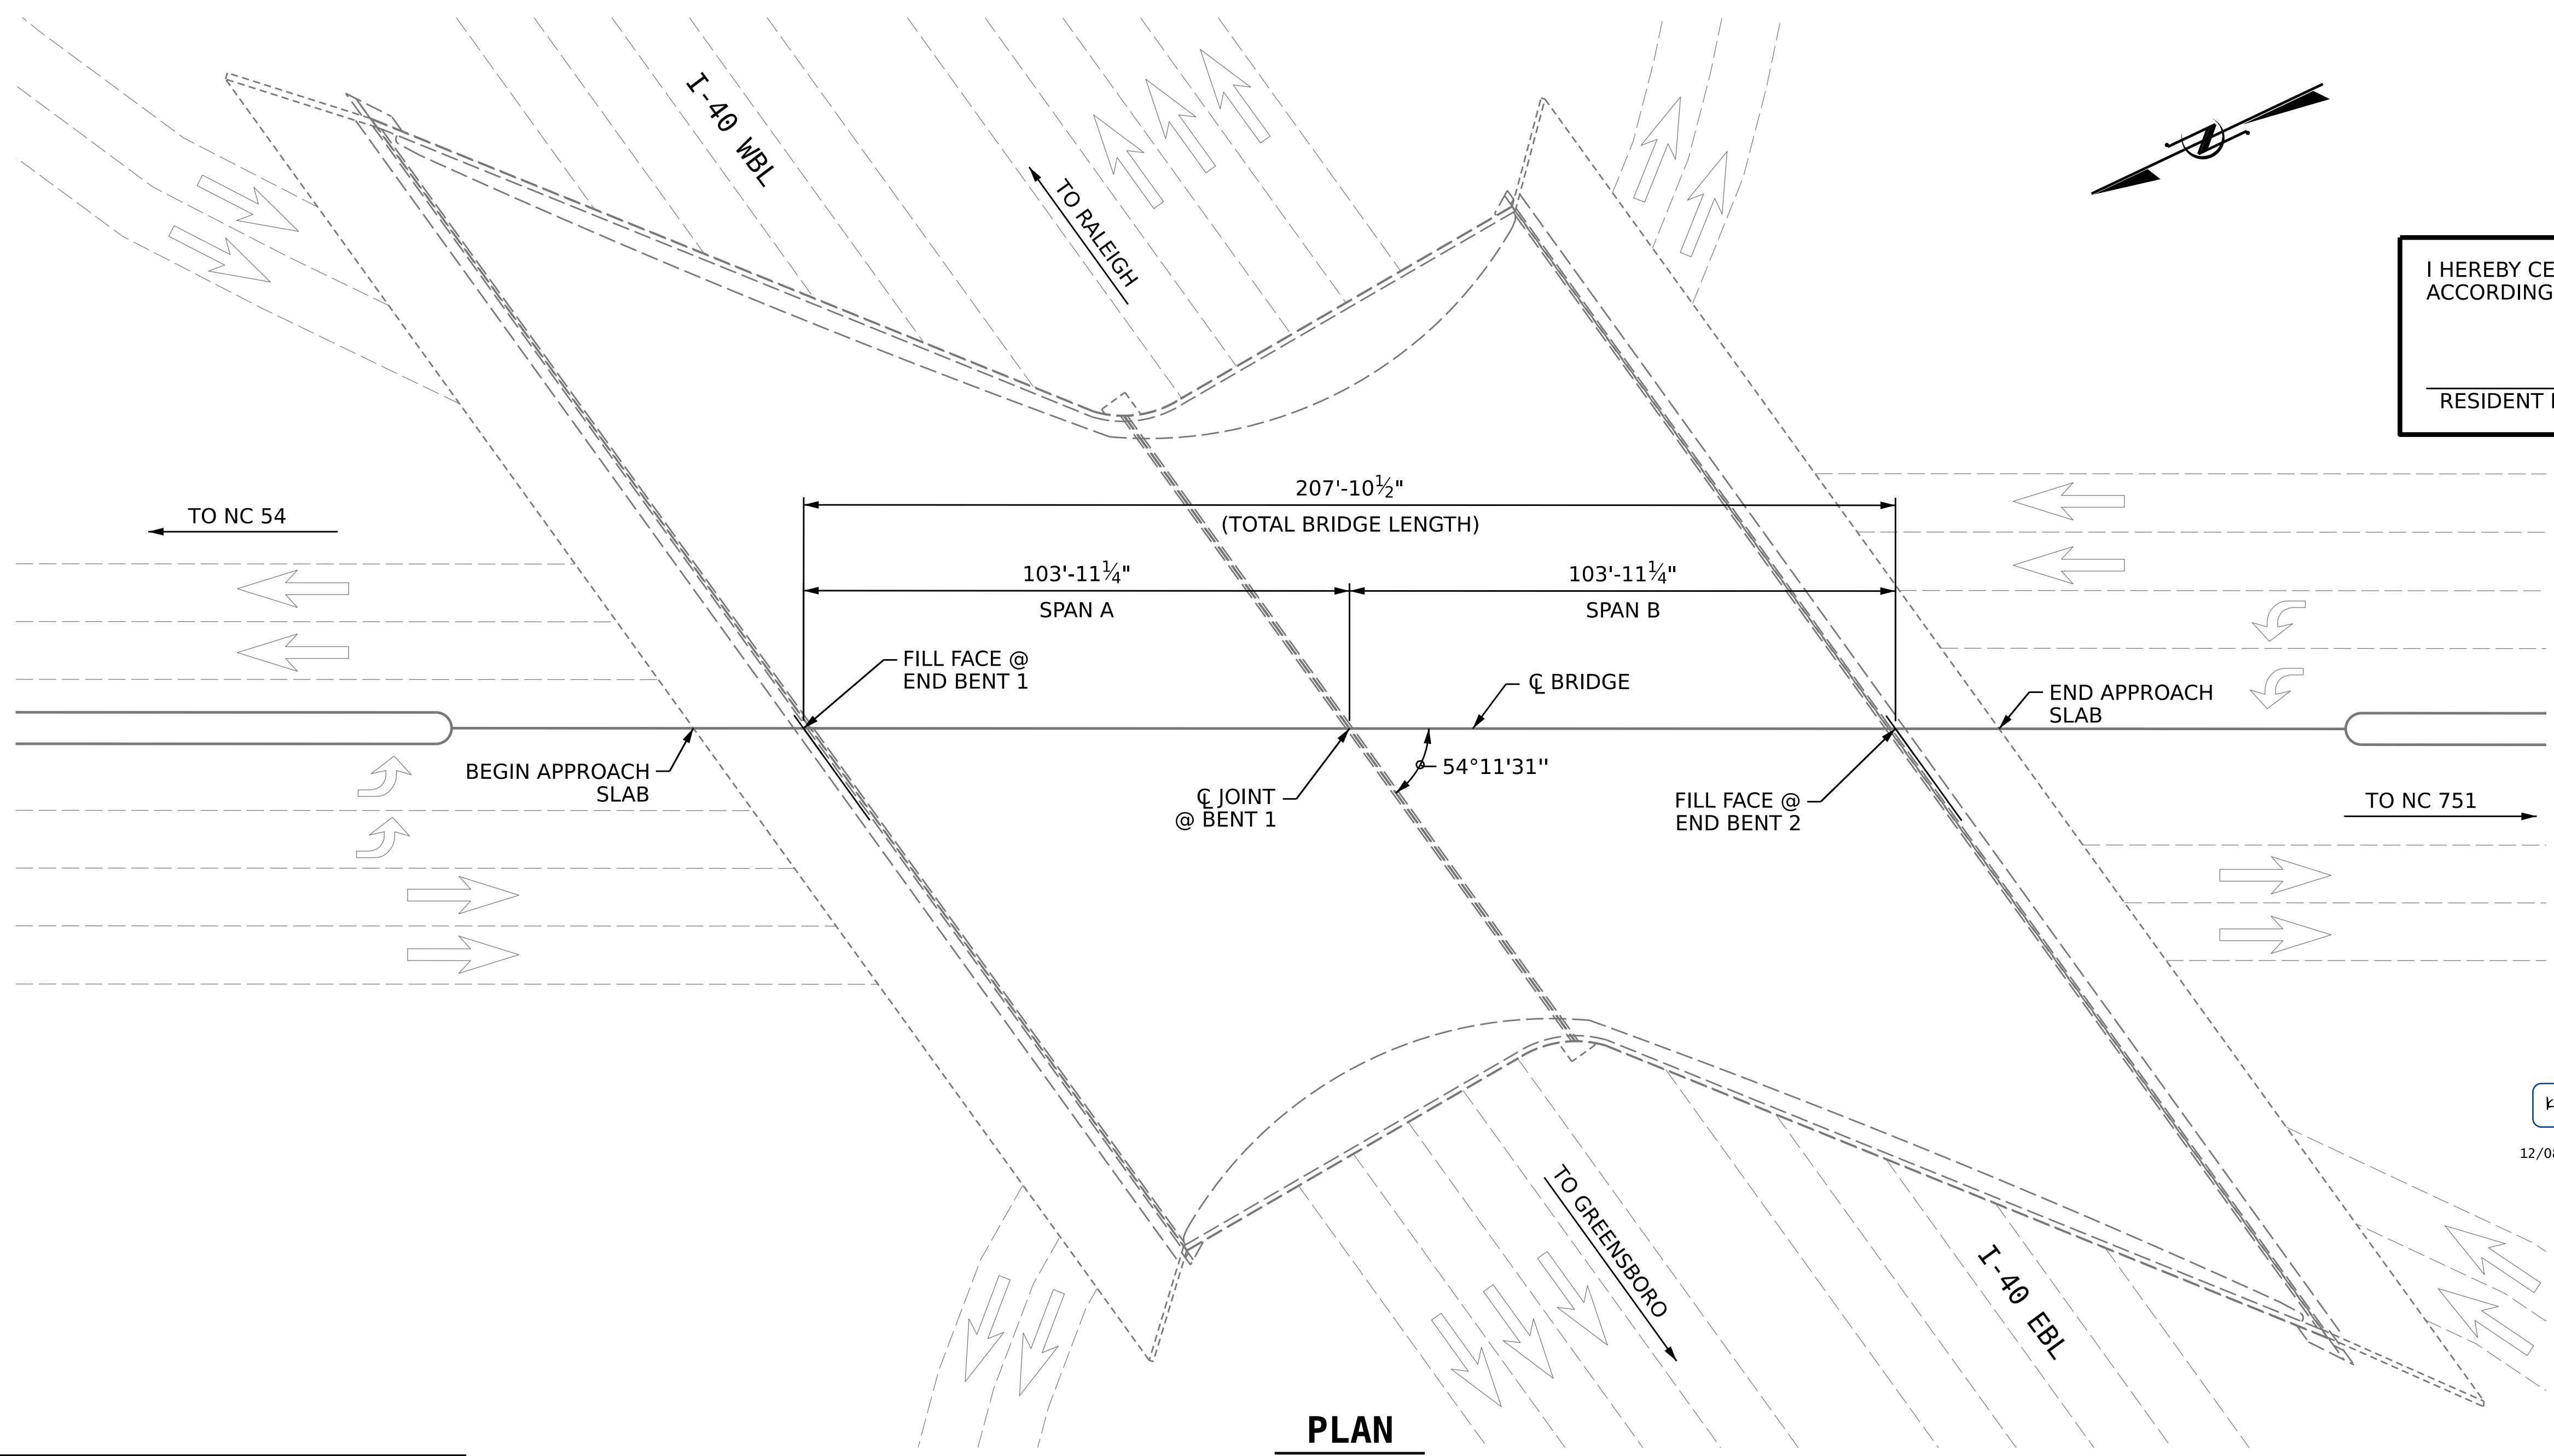 I-40 WBL
TO RALEIGH
I HEREBY CE
ACCORDING
RESIDENT
207'-10½"
(TOTAL BRIDGE LENGTH)
TO NC 54
103'-11¼"
103'-11¼"
SPAN A
SPAN B
FILL FACE @
END BENT 1
℄ BRIDGE
END APPROACH
SLAB
BEGIN APPROACH
SLAB
54°11'31''
℄ JOINT
@ BENT 1
FILL FACE @
END BENT 2
TO NC 751
12/08
TO GREENSBORO
I-40 EBL
PLAN